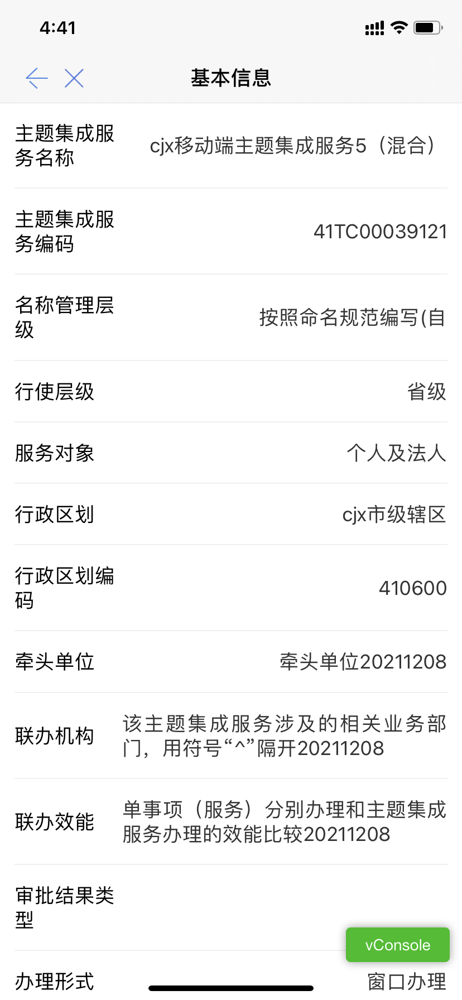 4:41
基本信息
主题集成服
务名称
cjx移动端主题集成服务5（混合）
主题集成服
务编码
41TC00039121
名称管理层
级
按照命名规范编写(自
行使层级
省级
服务对象
个人及法人
行政区划
cjx市级辖区
行政区划编
码
410600
牵头单位
牵头单位20211208
联办机构
该主题集成服务涉及的相关业务部
门，用符号“^”隔开20211208
联办效能
单事项（服务）分别办理和主题集成
服务办理的效能比较20211208
审批结果类
型
vConsole
办理形式
窗口办理